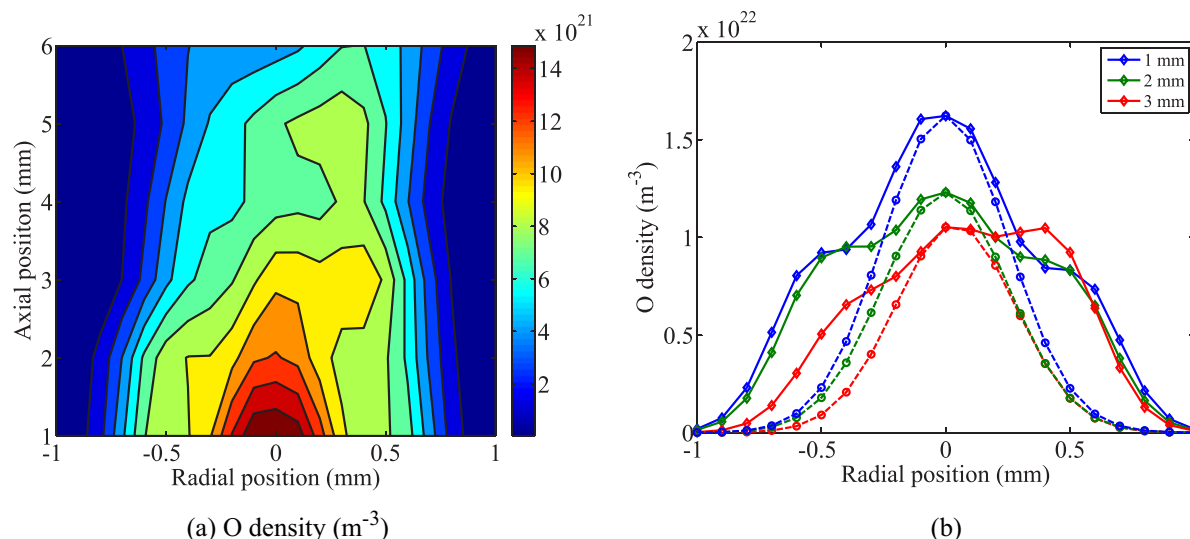 x 10^21
6
5
4
3
2
1
Axial posiiton (mm)
-1
-0.5
0
0.5
1
Radial position (mm)
14
12
10
8
6
4
2
(a) O density (m^-3)
x 10^22
2
1.5
1
0.5
0
O density (m^-3)
-1
-0.5
0
0.5
Radial position (mm)
1 mm
2 mm
3 mm
(b)